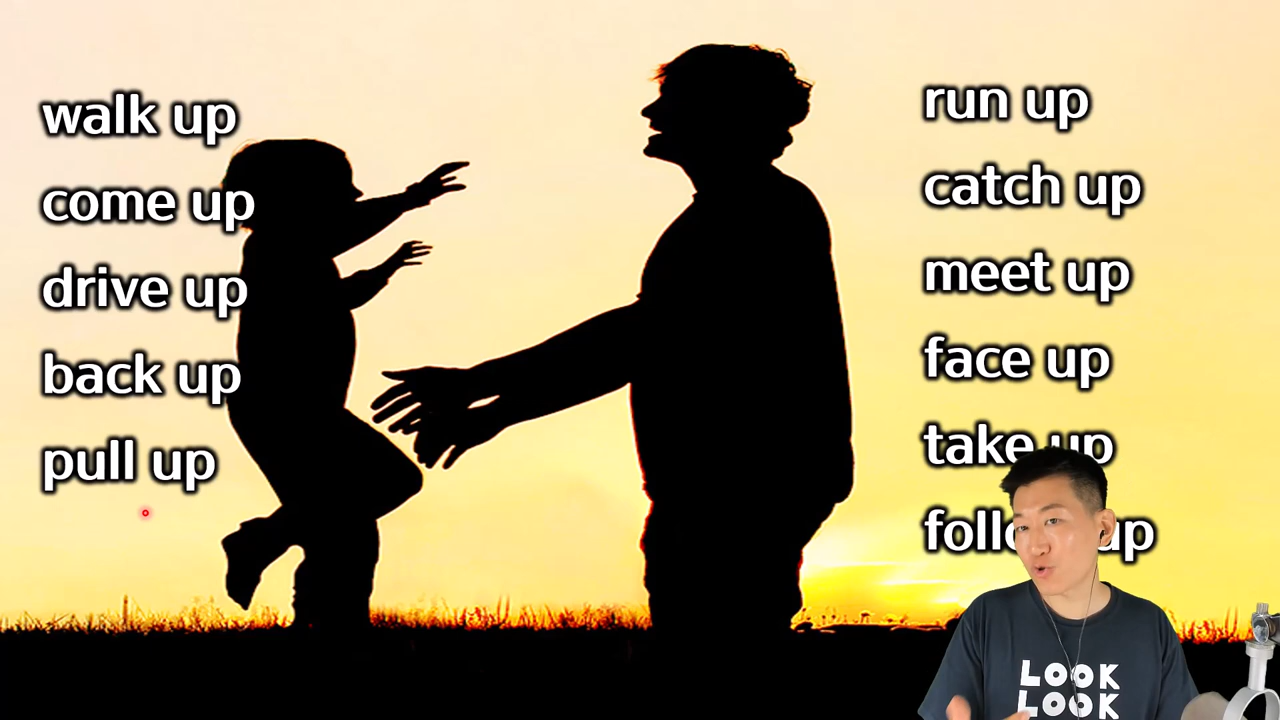 walk up
come up
drive up
back up
pull up
run up
catch up
meet up
face up
take up
follow up
LOOK
LOOK